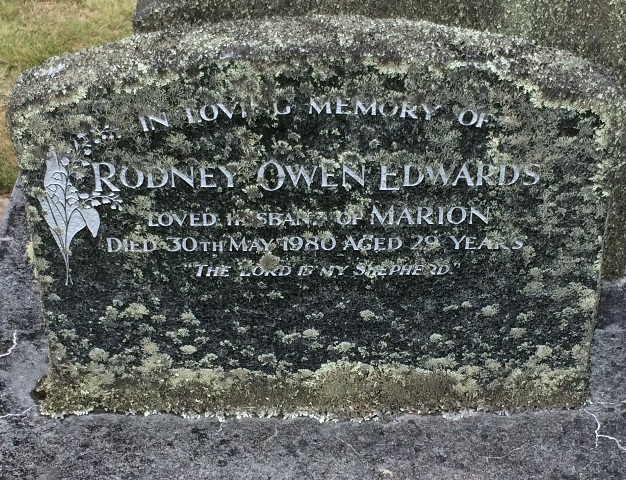 IN LOVING MEMORY OF
RODNEY OWEN EDWARDS
LOVED HUSBAND OF MARION
DIED 30TH MAY 1980 AGED 29 YEARS
"THE LORD IS MY SHEPHERD."